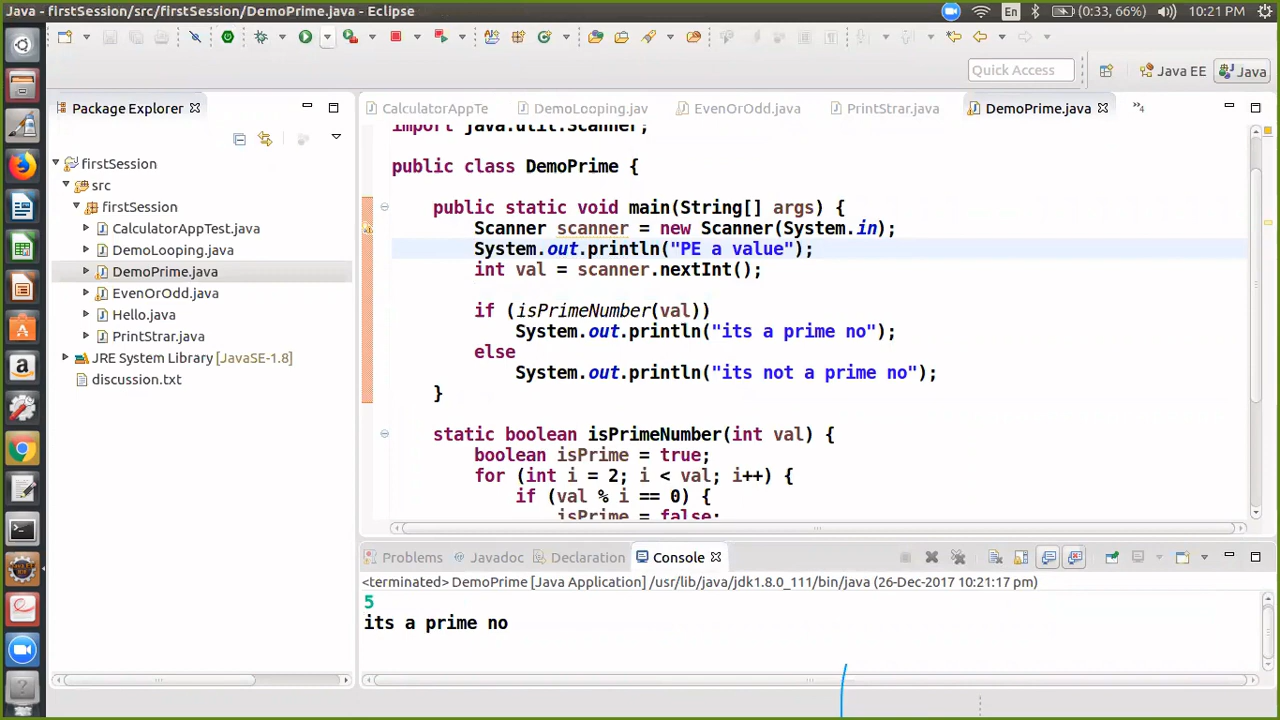 Java - firstSession/src/firstSession/DemoPrime.java - Eclipse
En
(0:33, 66%)
10:21 PM
Quick Access
Java EE
Java
Package Explorer
CalculatorAppTe
DemoLooping.jav
EvenOrOdd.java
PrintStrar.java
DemoPrime.java
»4
firstSession
src
firstSession
CalculatorAppTest.java
DemoLooping.java
DemoPrime.java
EvenOrOdd.java
Hello.java
PrintStrar.java
JRE System Library [JavaSE-1.8]
discussion.txt
import java.util.Scanner;
public class DemoPrime {
public static void main(String[] args) {
Scanner scanner = new Scanner(System.in);
System.out.println("PE a value");
int val = scanner.nextInt();
if (isPrimeNumber(val))
System.out.println("its a prime no");
else
System.out.println("its not a prime no");
}
static boolean isPrimeNumber(int val) {
boolean isPrime = true;
for (int i = 2; i < val; i++) {
if (val % i == 0) {
isPrime = false;
Problems
Javadoc
Declaration
Console
<terminated> DemoPrime [Java Application] /usr/lib/java/jdk1.8.0_111/bin/java (26-Dec-2017 10:21:17 pm)
5
its a prime no